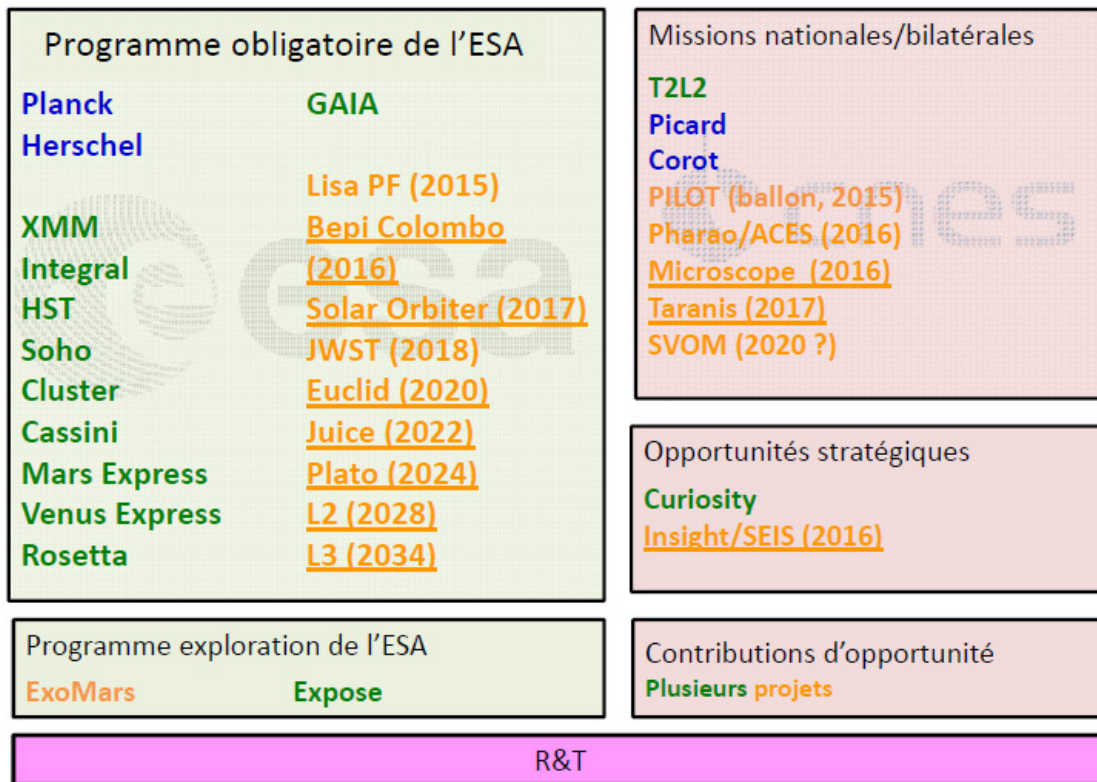 Programme obligatoire de l'ESA
Planck
Herschel
XMM
Integral
HST
Soho
Cluster
Cassini
Mars Express
Venus Express
Rosetta
GAIA
Lisa PF (2015)
Bepi Colombo
(2016)
Solar Orbiter (2017)
JWST (2018)
Euclid (2020)
Juice (2022)
Plato (2024)
L2 (2028)
L3 (2034)
esa
Missions nationales/bilatérales
T2L2
Picard
Corot
PILOT (ballon, 2015)
Pharao/ACES (2016)
Microscope (2016)
Taranis (2017)
SVOM (2020 ?)
cnes
Opportunités stratégiques
Curiosity
Insight/SEIS (2016)
Programme exploration de l'ESA
ExoMars Expose
Contributions d'opportunité
Plusieurs projets
R&T